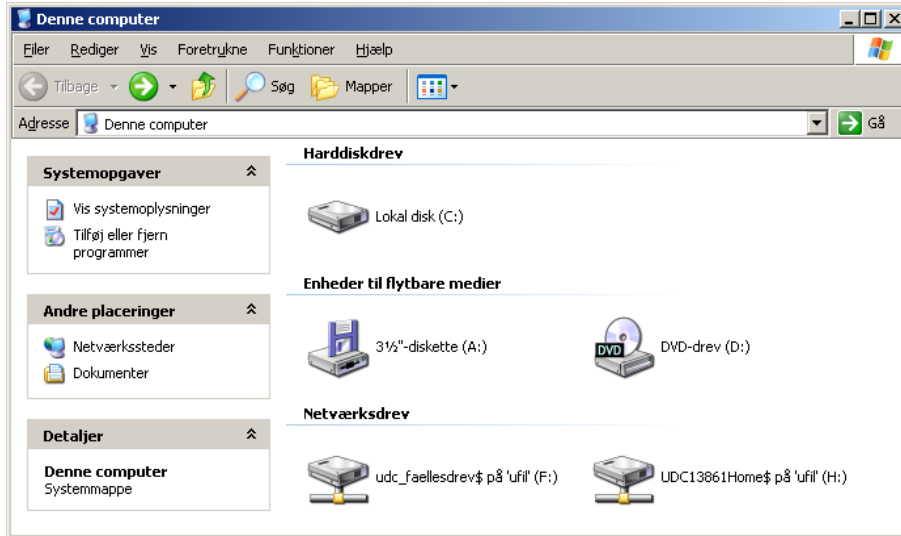 Denne computer
Filer Rediger Vis Foretrukne Funktioner Hjælp
Tilbage Søg Mapper
Adresse Denne computer Gå
Systemopgaver
Vis systemoplysninger
Tilføj eller fjern
programmer
Andre placeringer
Netværkssteder
Dokumenter
Detaljer
Denne computer
Systemmappe
Harddiskdrev
Lokal disk (C:)
Enheder til flytbare medier
3½"-diskette (A:)
DVD DVD-drev (D:)
Netværksdrev
udc_faellesdrev$ på 'ufil' (F:)
UDC13861Home$ på 'ufil' (H:)